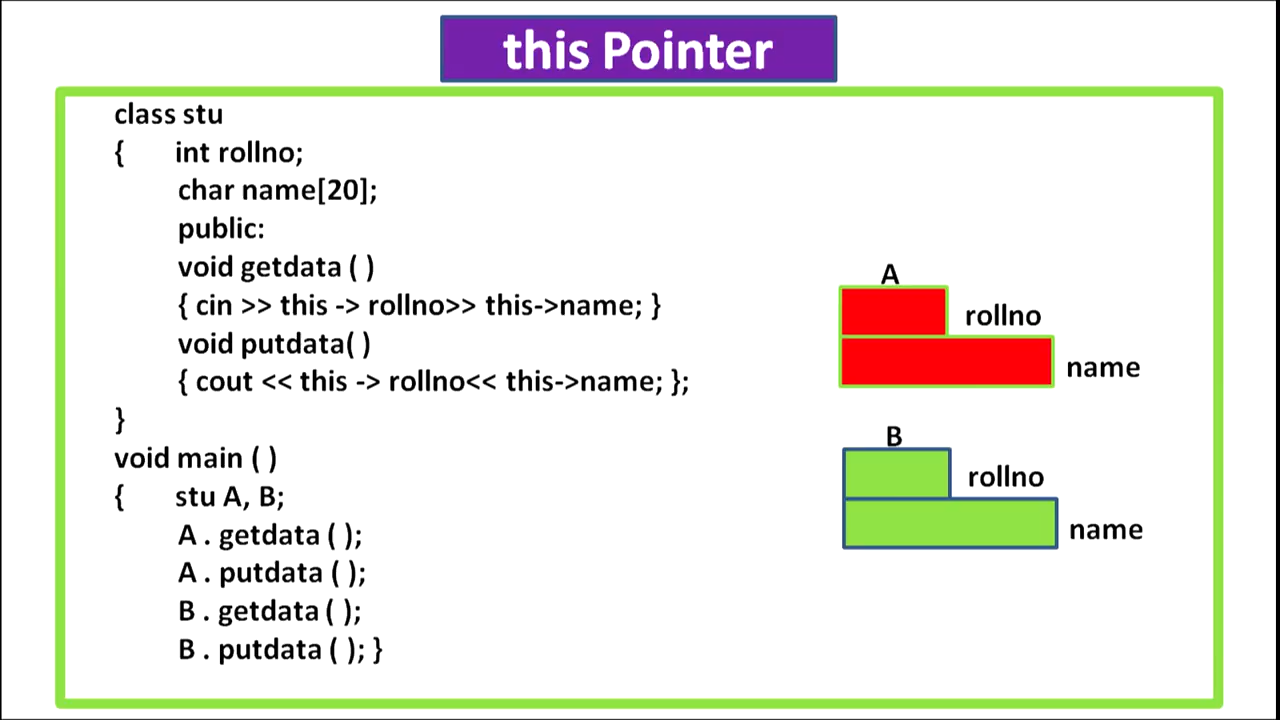 this Pointer
class stu
{ int rollno;
char name[20];
public:
void getdata ( )
{ cin >> this -> rollno>> this->name; }
void putdata( )
{ cout << this -> rollno<< this->name; };
}
void main ( )
{ stu A, B;
A . getdata ( );
A . putdata ( );
B . getdata ( );
B . putdata ( ); }
A
rollno
name
B
rollno
name